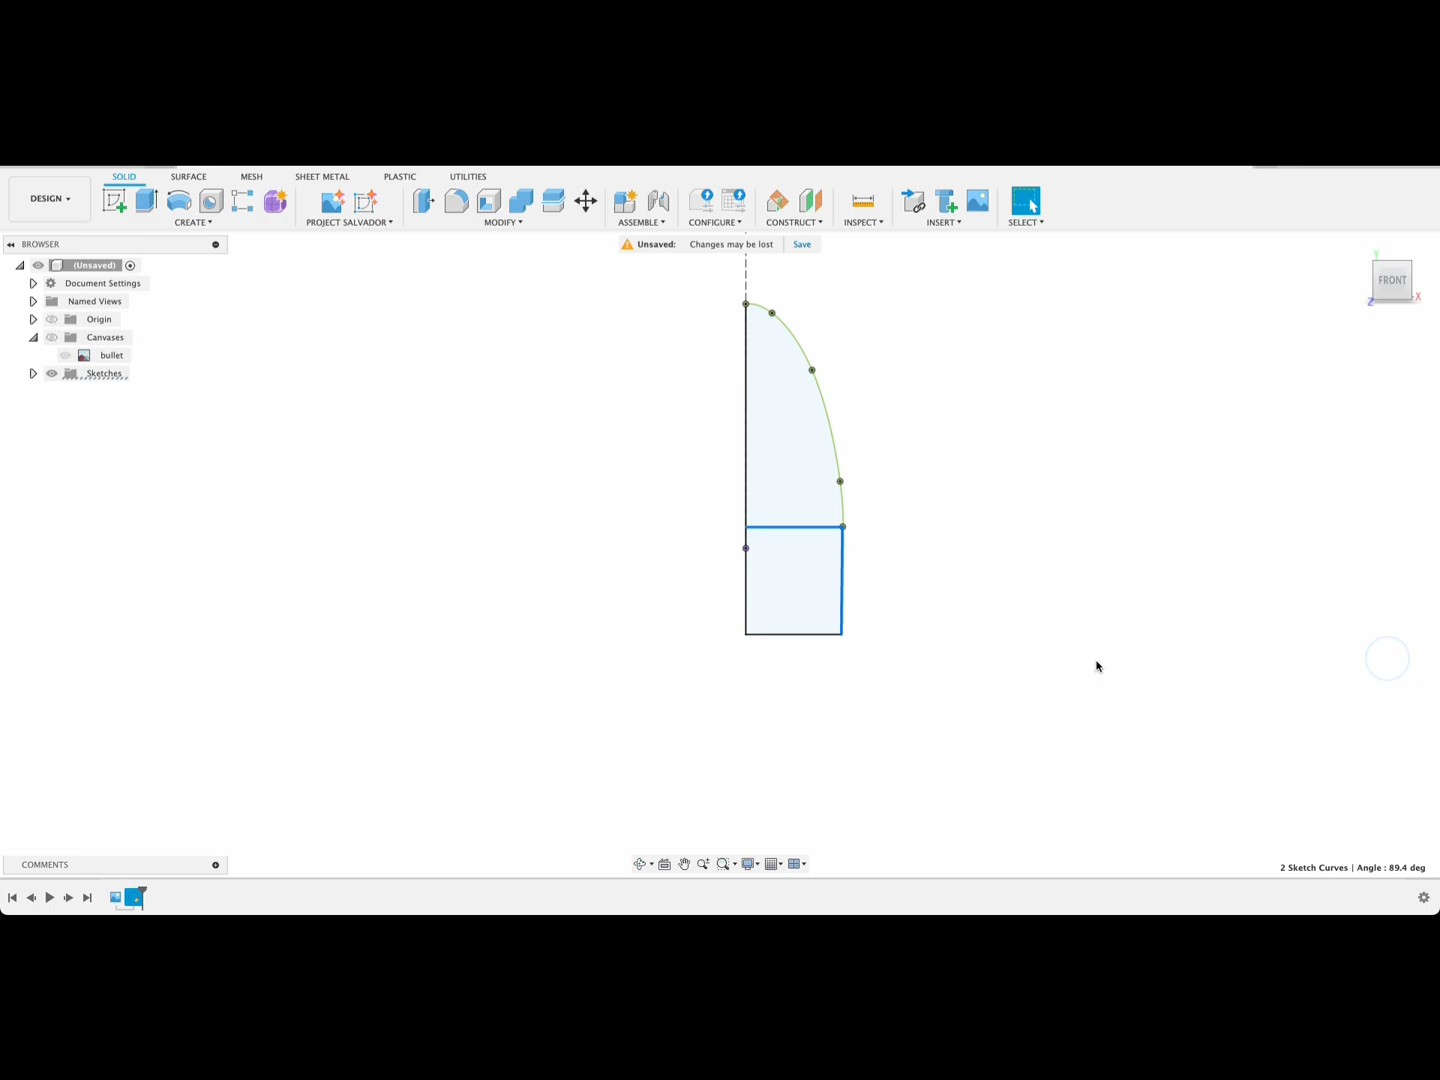 SOLID SURFACE MESH SHEET METAL PLASTIC UTILITIES
DESIGN
CREATE PROJECT SALVADOR MODIFY ASSEMBLE CONFIGURE CONSTRUCT INSPECT INSERT SELECT
BROWSER
Unsaved: Changes may be lost Save
(Unsaved)
Document Settings
Named Views
Origin
Canvases
bullet
Sketches
Y
FRONT
X
Z
COMMENTS
2 Sketch Curves | Angle : 89.4 deg